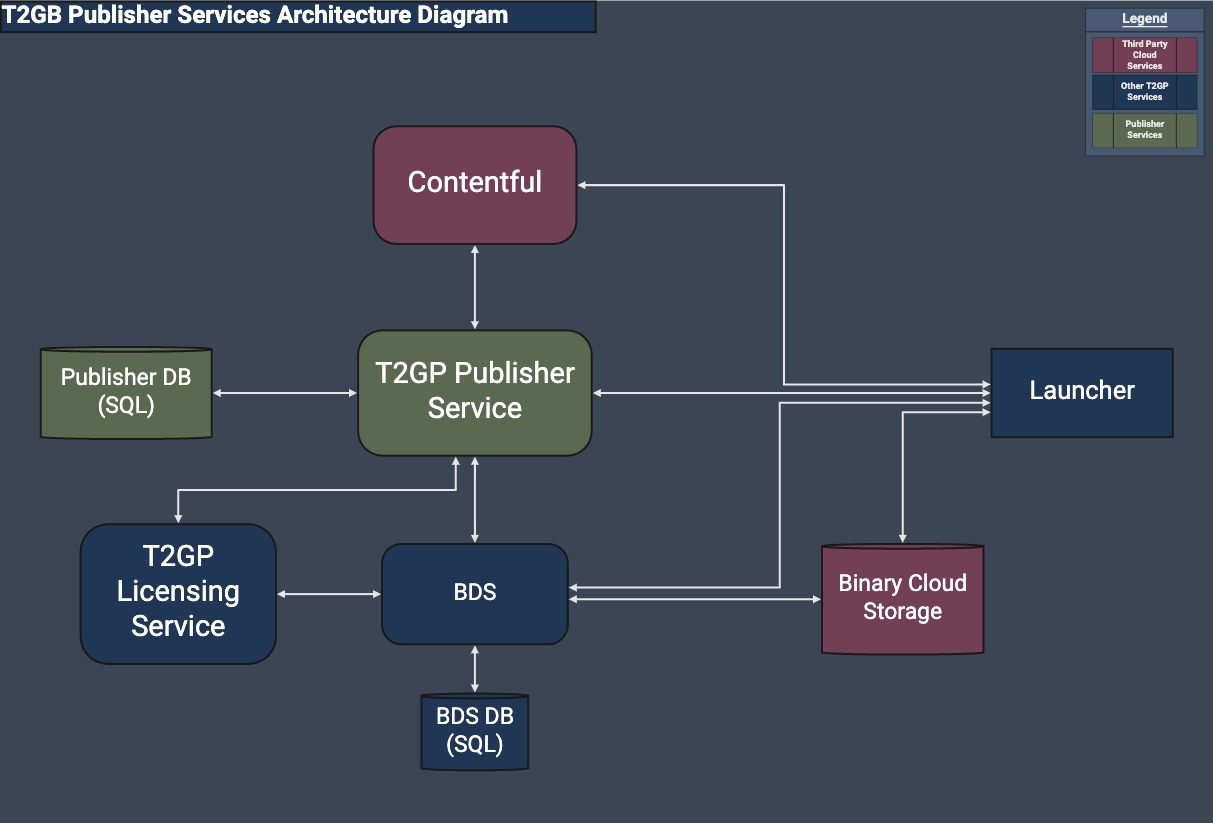 T2GB Publisher Services Architecture Diagram
Legend
Third Party
Cloud
Services
Other T2GP
Services
Publisher
Services
Contentful
Publisher DB
(SQL)
T2GP Publisher
Service
Launcher
T2GP
Licensing
Service
BDS
Binary Cloud
Storage
BDS DB
(SQL)